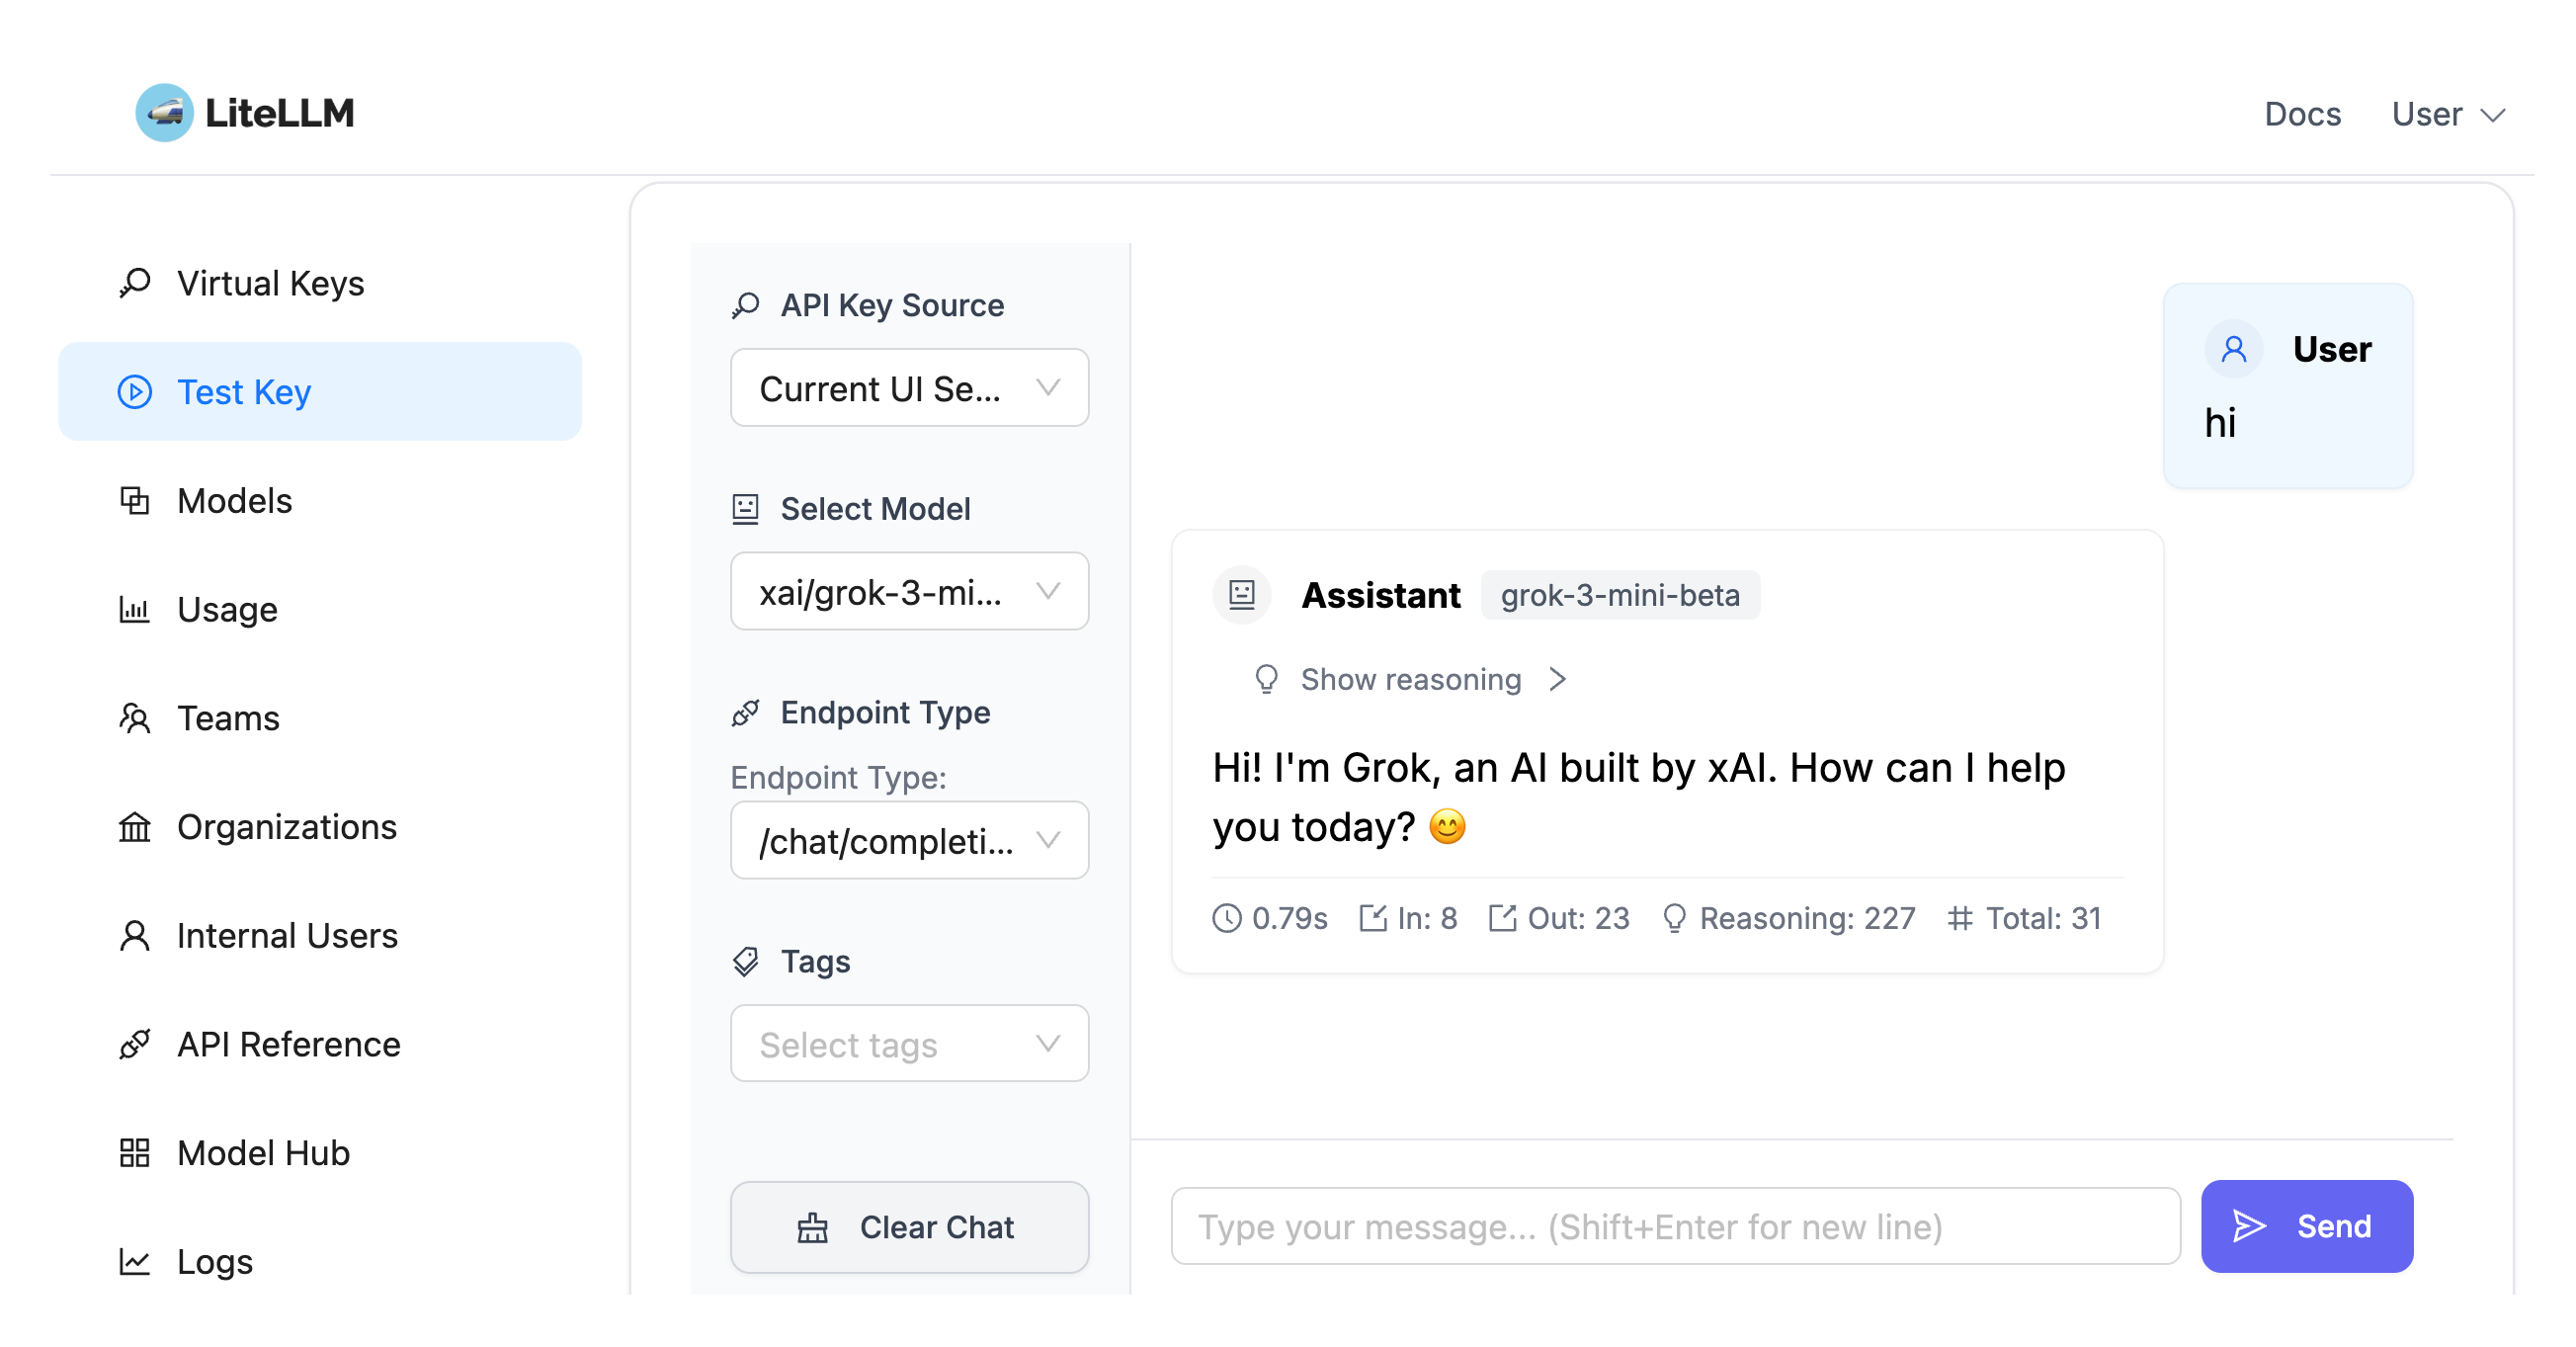 LiteLLM
Docs
User
Virtual Keys
Test Key
Models
Usage
Teams
Organizations
Internal Users
API Reference
Model Hub
Logs
API Key Source
Current UI Se...
Select Model
xai/grok-3-mi...
Endpoint Type
Endpoint Type:
/chat/completi...
Tags
Select tags
Clear Chat
User
hi
Assistant grok-3-mini-beta
Show reasoning
Hi! I'm Grok, an AI built by xAI. How can I help
you today? 😊
0.79s In: 8 Out: 23 Reasoning: 227 # Total: 31
Type your message... (Shift+Enter for new line)
Send